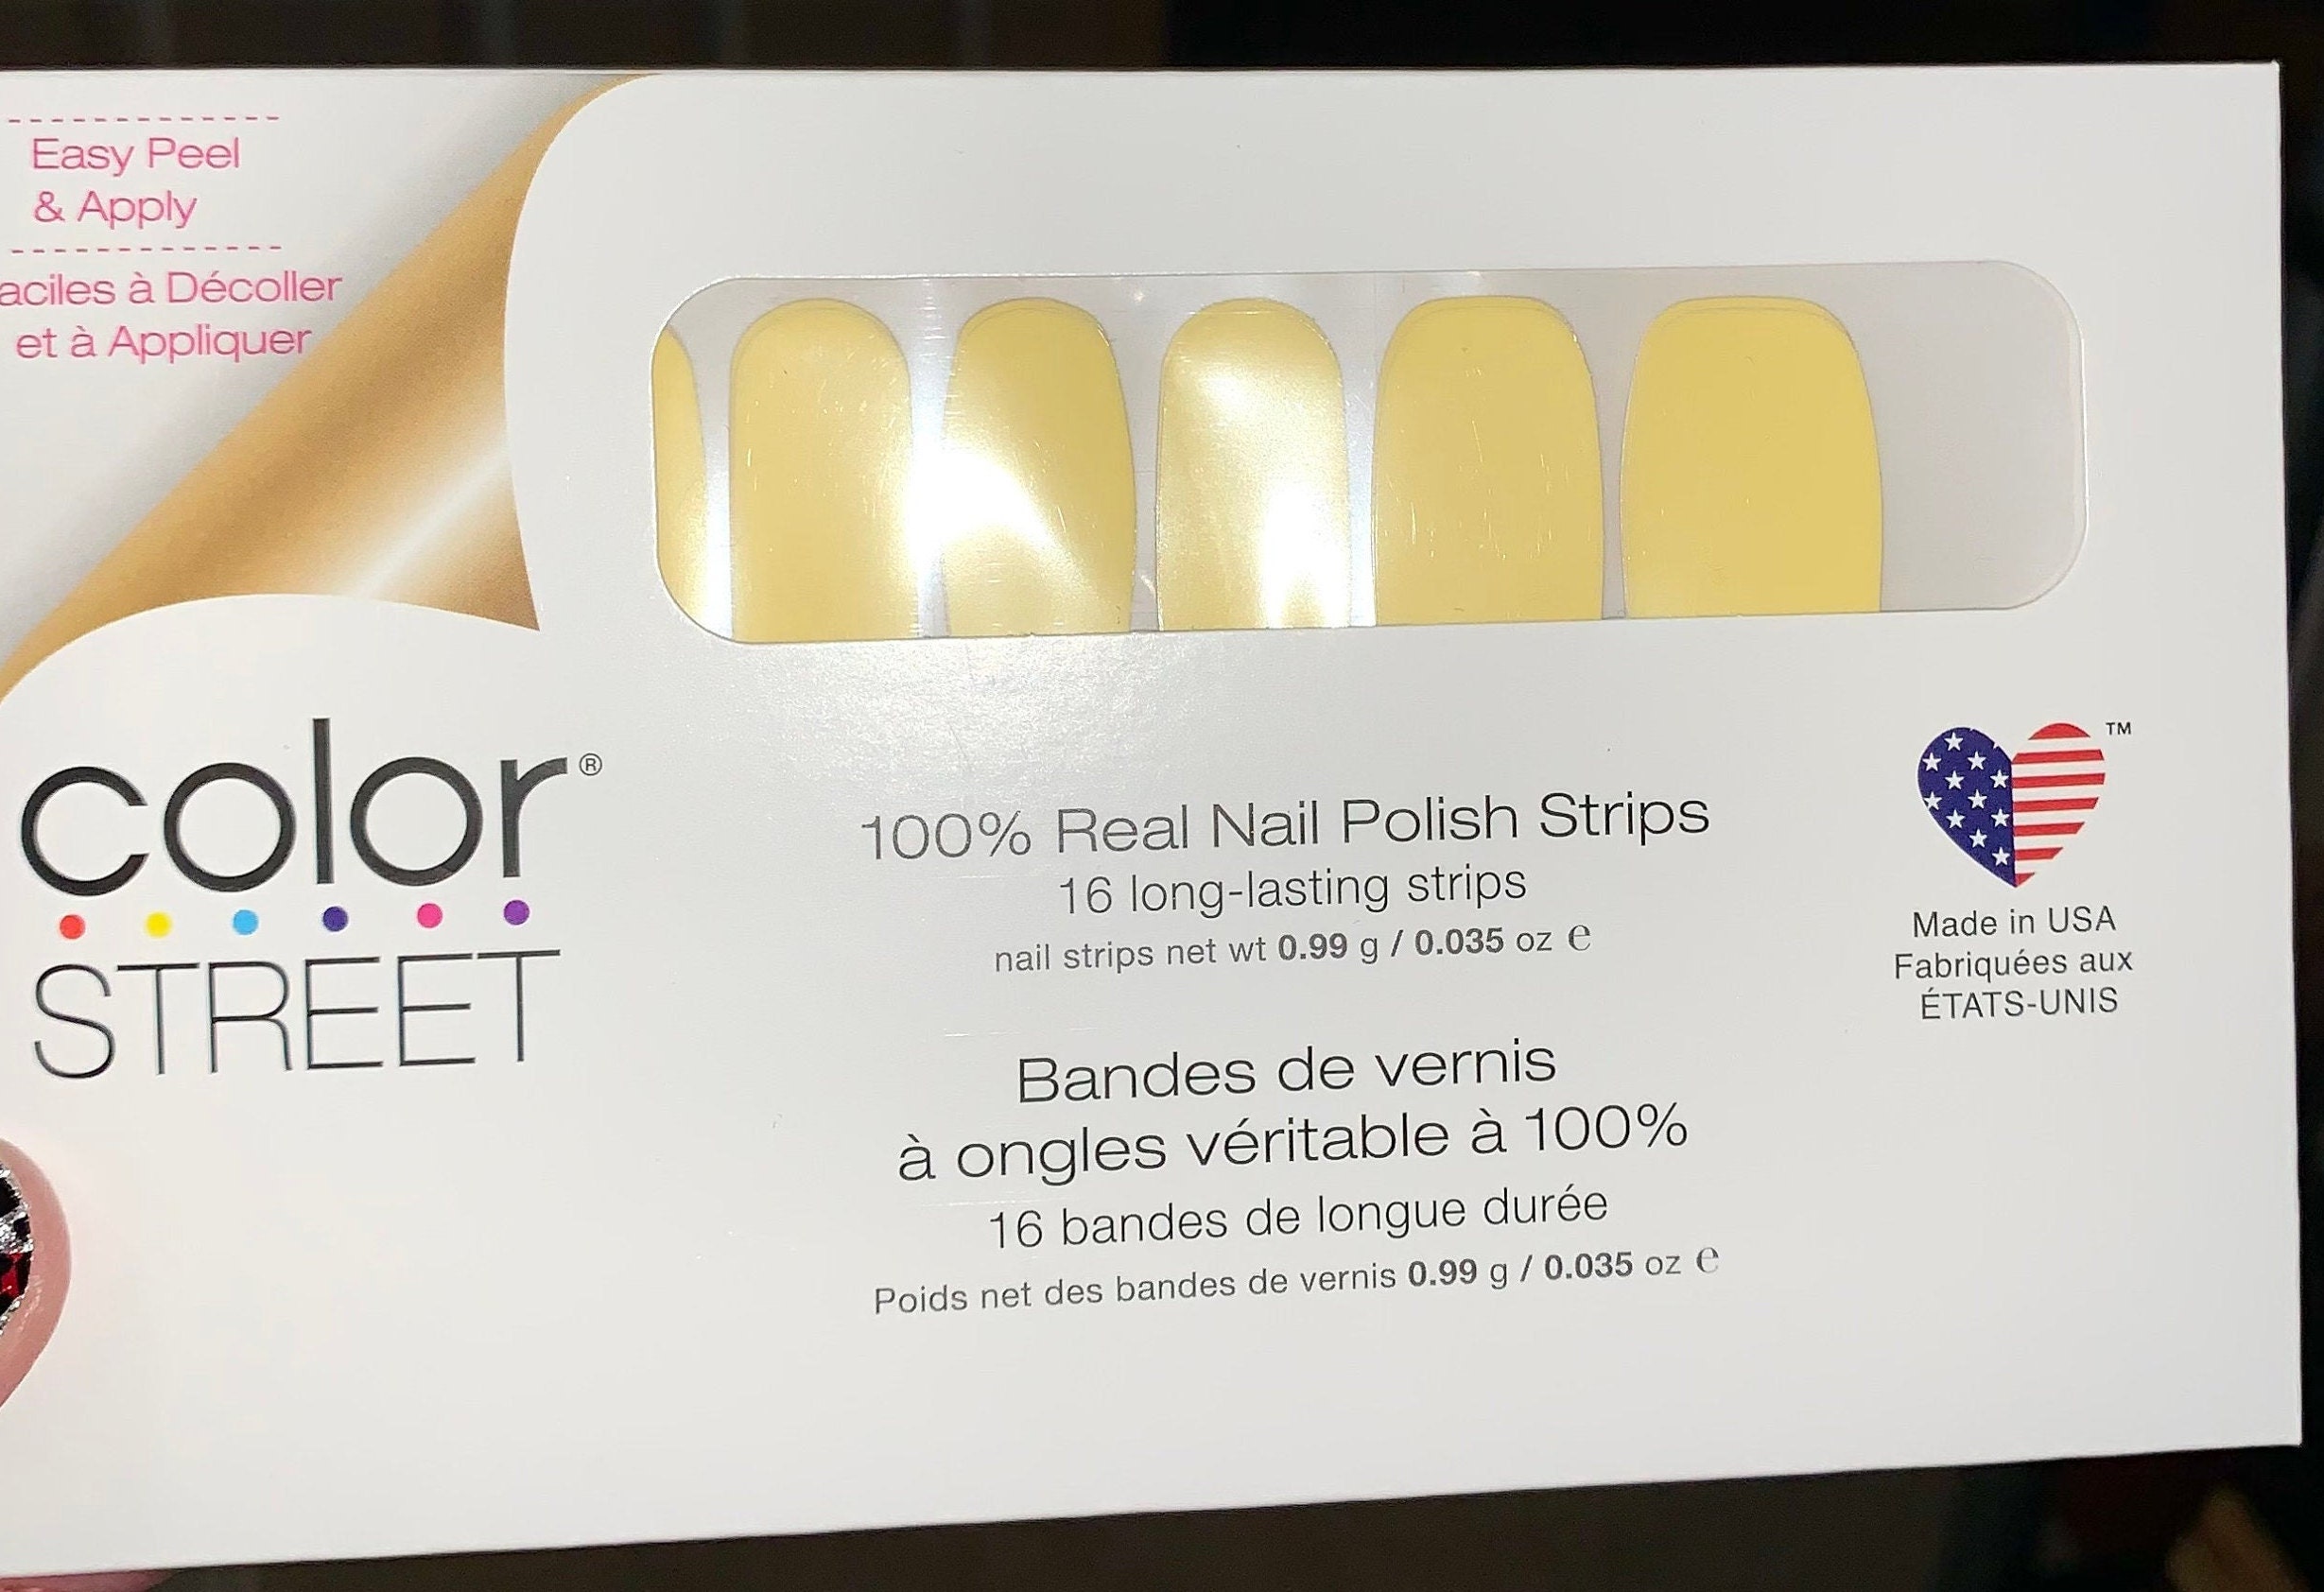 Easy Peel
& Apply
aciles à Décoller
et à Appliquer
color®
STREET
100% Real Nail Polish Strips
16 long-lasting strips
nail strips net wt 0.99 g / 0.035 oz ℮
Bandes de vernis
à ongles véritable à 100%
16 bandes de longue durée
Poids net des bandes de vernis 0.99 g / 0.035 oz ℮
TM
Made in USA
Fabriquées aux
ÉTATS-UNIS